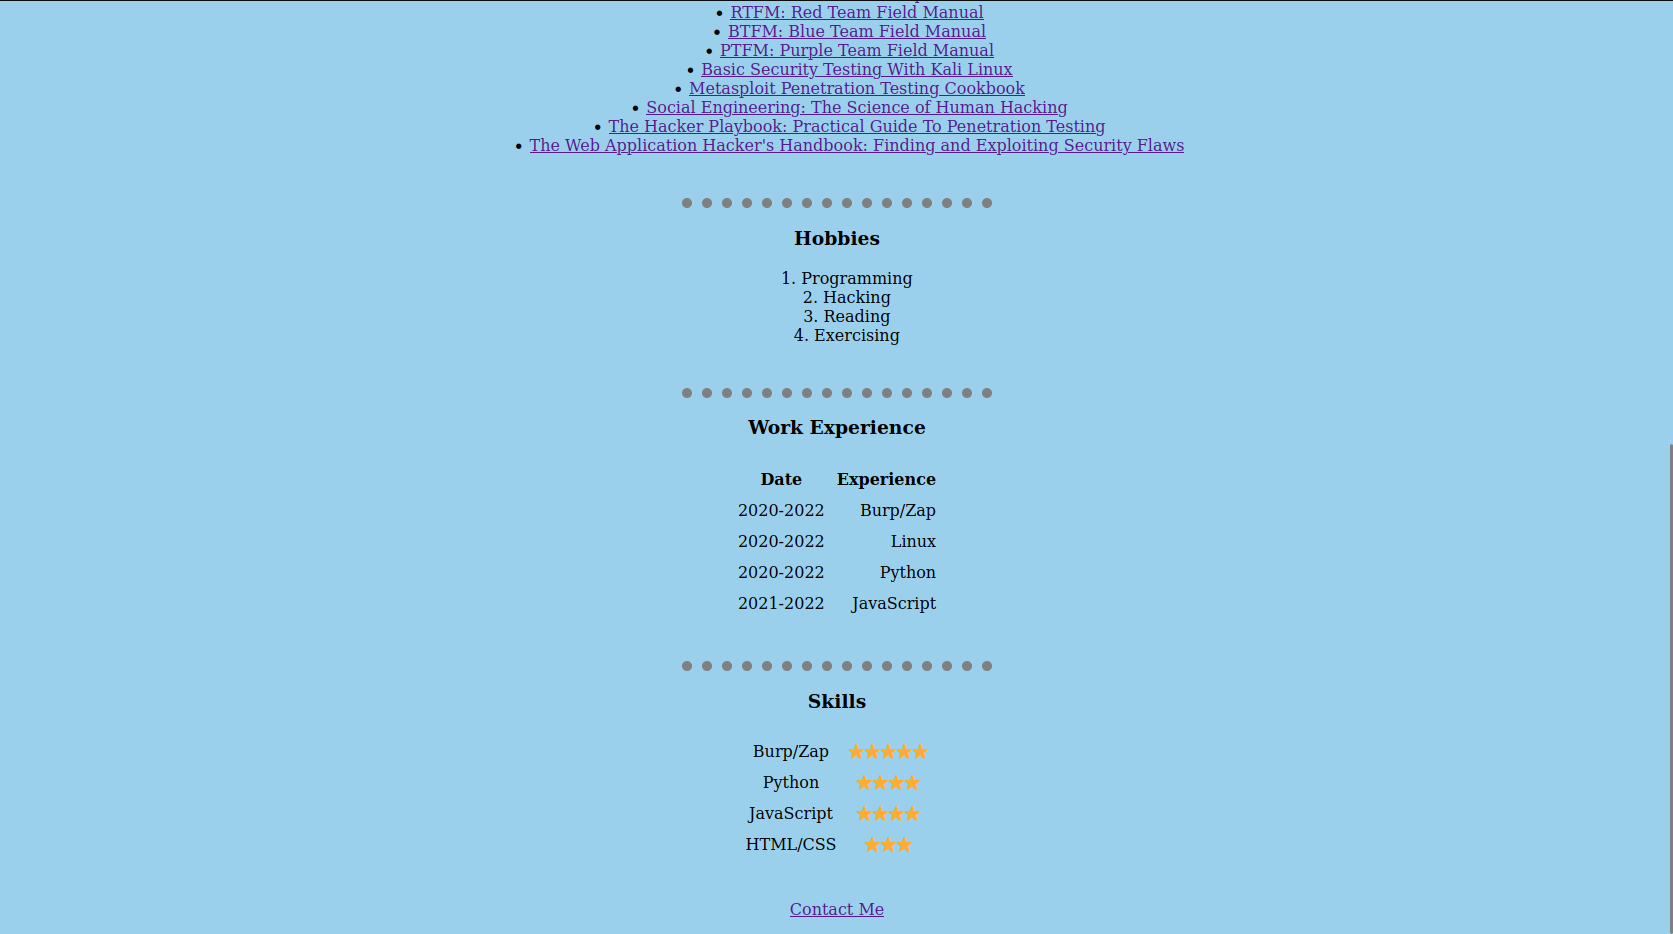 • RTFM: Red Team Field Manual
• BTFM: Blue Team Field Manual
• PTFM: Purple Team Field Manual
• Basic Security Testing With Kali Linux
• Metasploit Penetration Testing Cookbook
• Social Engineering: The Science of Human Hacking
• The Hacker Playbook: Practical Guide To Penetration Testing
• The Web Application Hacker's Handbook: Finding and Exploiting Security Flaws
Hobbies
1. Programming
2. Hacking
3. Reading
4. Exercising
Work Experience
Date Experience
2020-2022 Burp/Zap
2020-2022 Linux
2020-2022 Python
2021-2022 JavaScript
Skills
Burp/Zap ★★★★★
Python ★★★★
JavaScript ★★★★
HTML/CSS ★★★
Contact Me